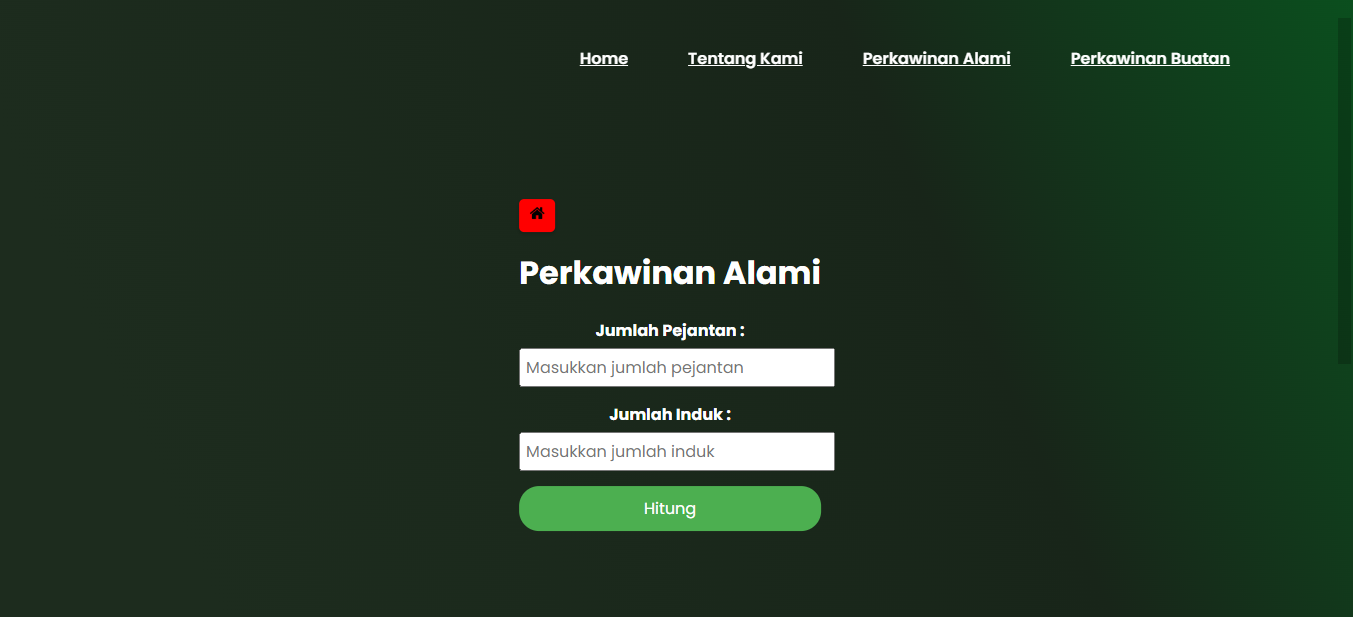 Home Tentang Kami Perkawinan Alami Perkawinan Buatan
Perkawinan Alami
Jumlah Pejantan :
Masukkan jumlah pejantan
Jumlah Induk :
Masukkan jumlah induk
Hitung